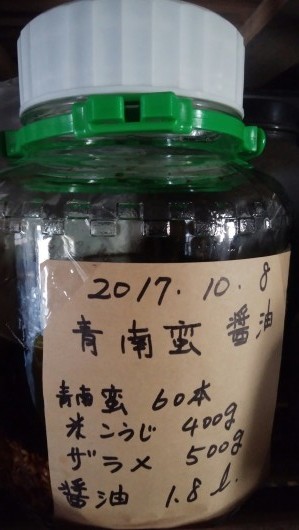 2017. 10. 8
青南蛮 醤油
青南蛮 60本
米こうじ 400g
ザラメ 500g
醤油 1.8l.